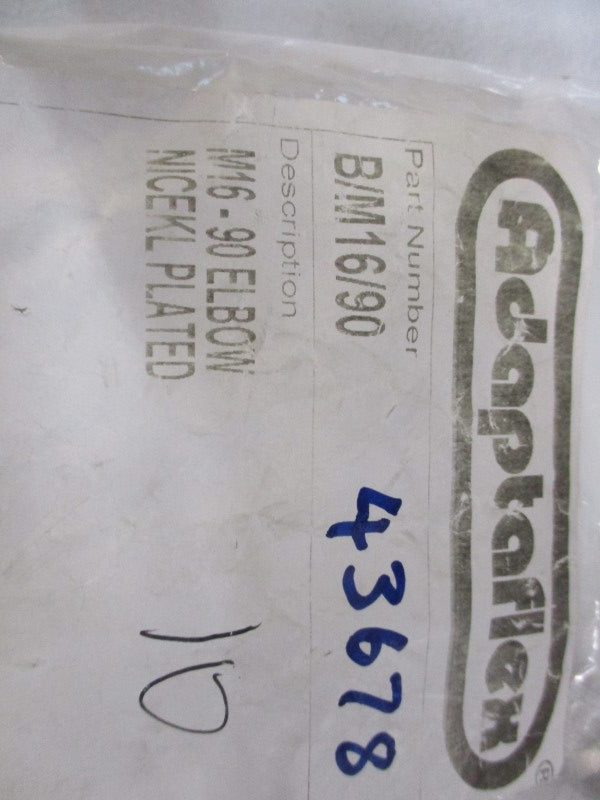 Adaptaflex®
Part Number
B/M16/90
43678
Description
M16 - 90 ELBOW
NICEKL PLATED
10